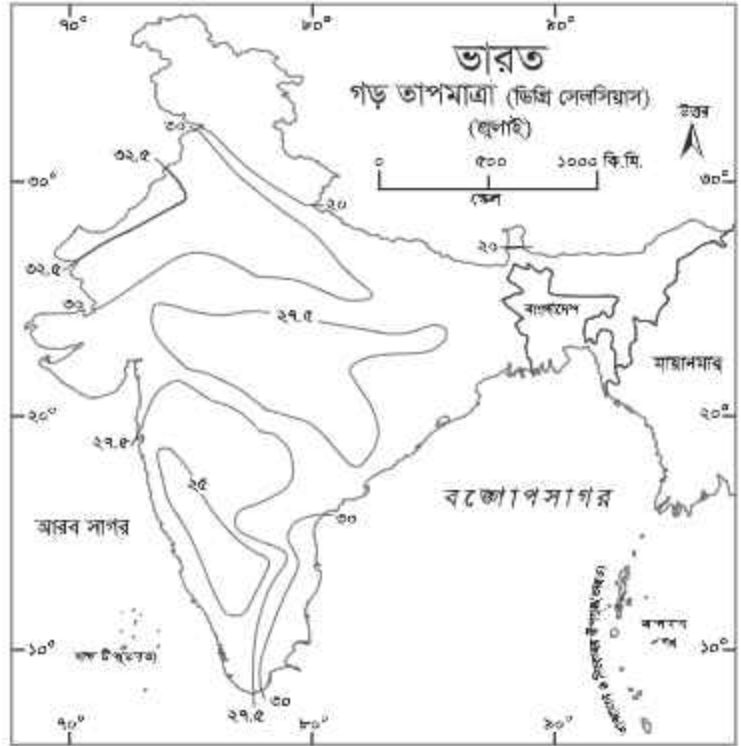 ৭০° ৮০° ৯০°
ভারত
গড় তাপমাত্রা (ডিগ্রি সেলসিয়াস)
(জুলাই)
উত্তর
০ ৫০০ ১০০০ কি.মি.
স্কেল
৩০
৩২.৫
৩০° ৩০°
২০
২০
৩২.৫
২৭.৫
বাংলাদেশ
মায়ানমার
২০° ২০°
২৭.৫
২৫
বঙ্গোপসাগর
৩০
আরব সাগর
১০° ১০°
৩০
২৭.৫
৭০° ৮০° ৯০°